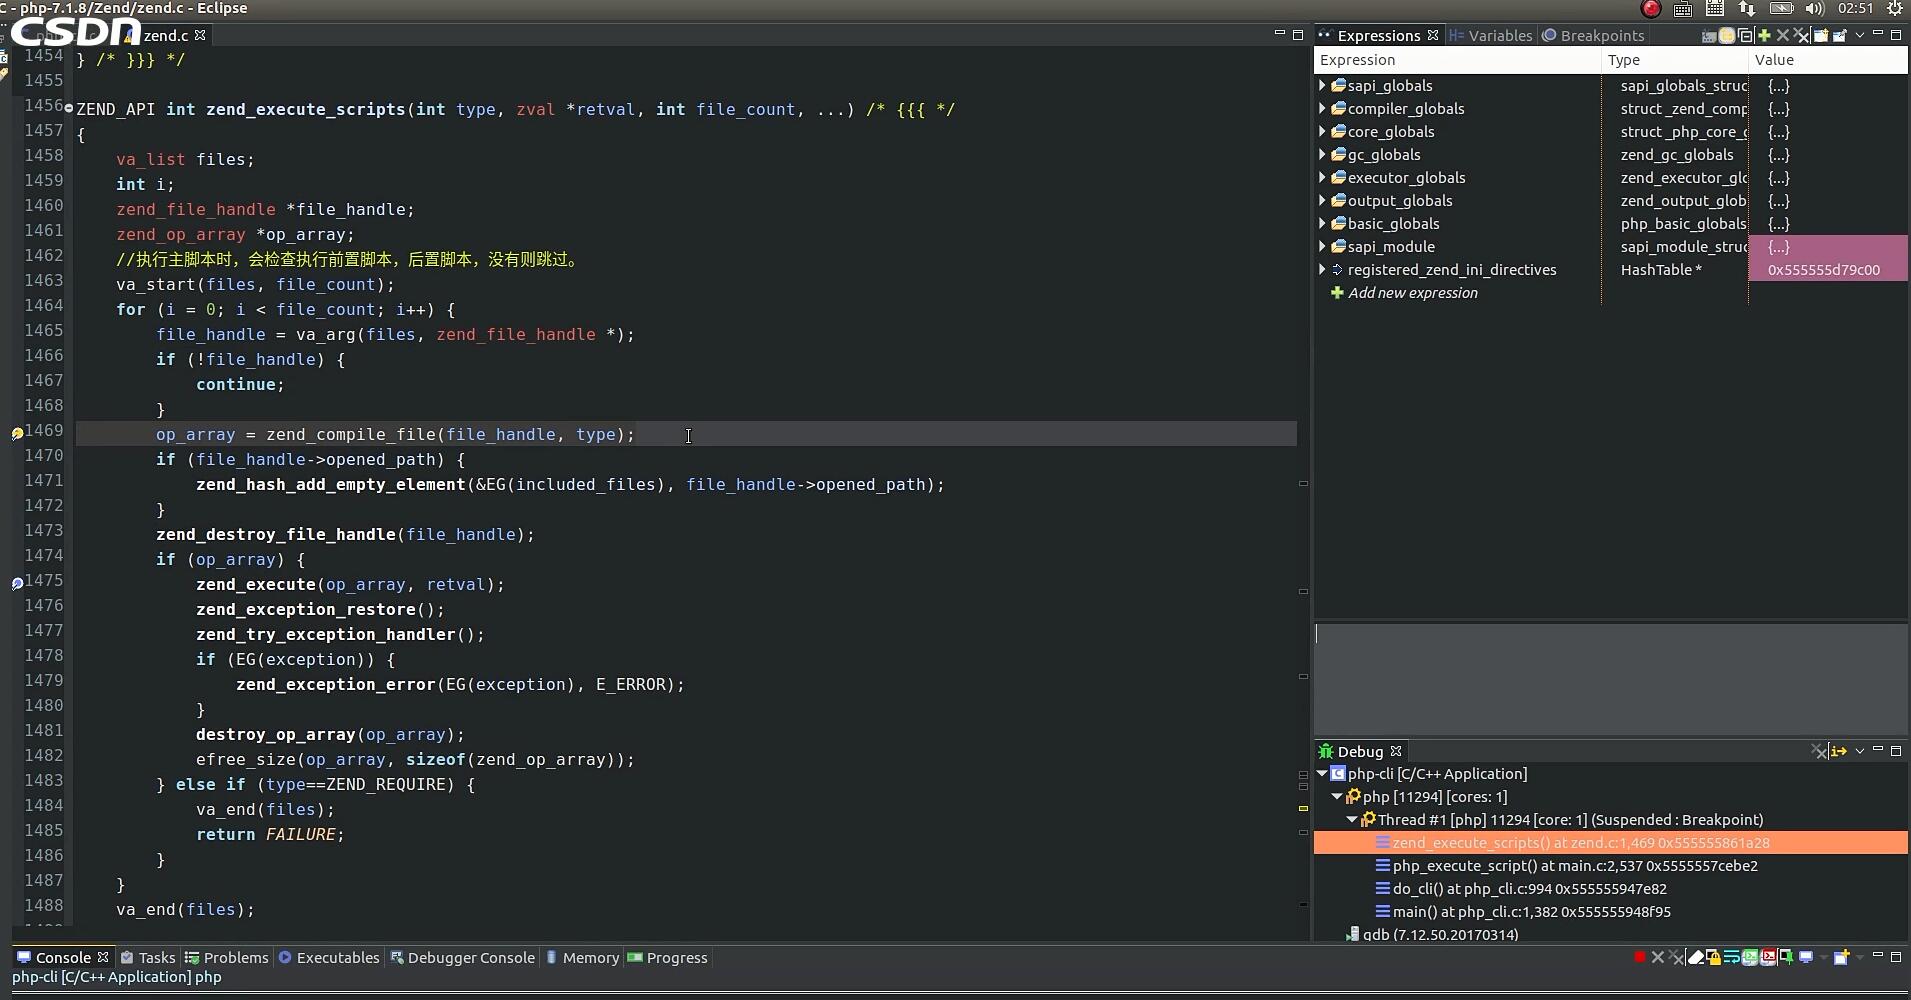 C - php-7.1.8/Zend/zend.c - Eclipse
02:51
CSDN
zend.c
1454 } /* }}} */
1455
1456 ZEND_API int zend_execute_scripts(int type, zval *retval, int file_count, ...) /* {{{ */
1457 {
1458 va_list files;
1459 int i;
1460 zend_file_handle *file_handle;
1461 zend_op_array *op_array;
1462 //执行主脚本时，会检查执行前置脚本，后置脚本，没有则跳过。
1463 va_start(files, file_count);
1464 for (i = 0; i < file_count; i++) {
1465 file_handle = va_arg(files, zend_file_handle *);
1466 if (!file_handle) {
1467 continue;
1468 }
1469 op_array = zend_compile_file(file_handle, type);
1470 if (file_handle->opened_path) {
1471 zend_hash_add_empty_element(&EG(included_files), file_handle->opened_path);
1472 }
1473 zend_destroy_file_handle(file_handle);
1474 if (op_array) {
1475 zend_execute(op_array, retval);
1476 zend_exception_restore();
1477 zend_try_exception_handler();
1478 if (EG(exception)) {
1479 zend_exception_error(EG(exception), E_ERROR);
1480 }
1481 destroy_op_array(op_array);
1482 efree_size(op_array, sizeof(zend_op_array));
1483 } else if (type==ZEND_REQUIRE) {
1484 va_end(files);
1485 return FAILURE;
1486 }
1487 }
1488 va_end(files);
Expressions Variables Breakpoints
Expression Type Value
sapi_globals sapi_globals_struc {...}
compiler_globals struct _zend_comp {...}
core_globals struct _php_core_g {...}
gc_globals zend_gc_globals {...}
executor_globals zend_executor_glo {...}
output_globals zend_output_glob {...}
basic_globals php_basic_globals {...}
sapi_module sapi_module_struc {...}
registered_zend_ini_directives HashTable * 0x555555d79c00
Add new expression
Debug
php-cli [C/C++ Application]
php [11294] [cores: 1]
Thread #1 [php] 11294 [core: 1] (Suspended : Breakpoint)
zend_execute_scripts() at zend.c:1,469 0x555555861a28
php_execute_script() at main.c:2,537 0x5555557cebe2
do_cli() at php_cli.c:994 0x555555947e82
main() at php_cli.c:1,382 0x555555948f95
gdb (7.12.50.20170314)
Console Tasks Problems Executables Debugger Console Memory Progress
php-cli [C/C++ Application] php